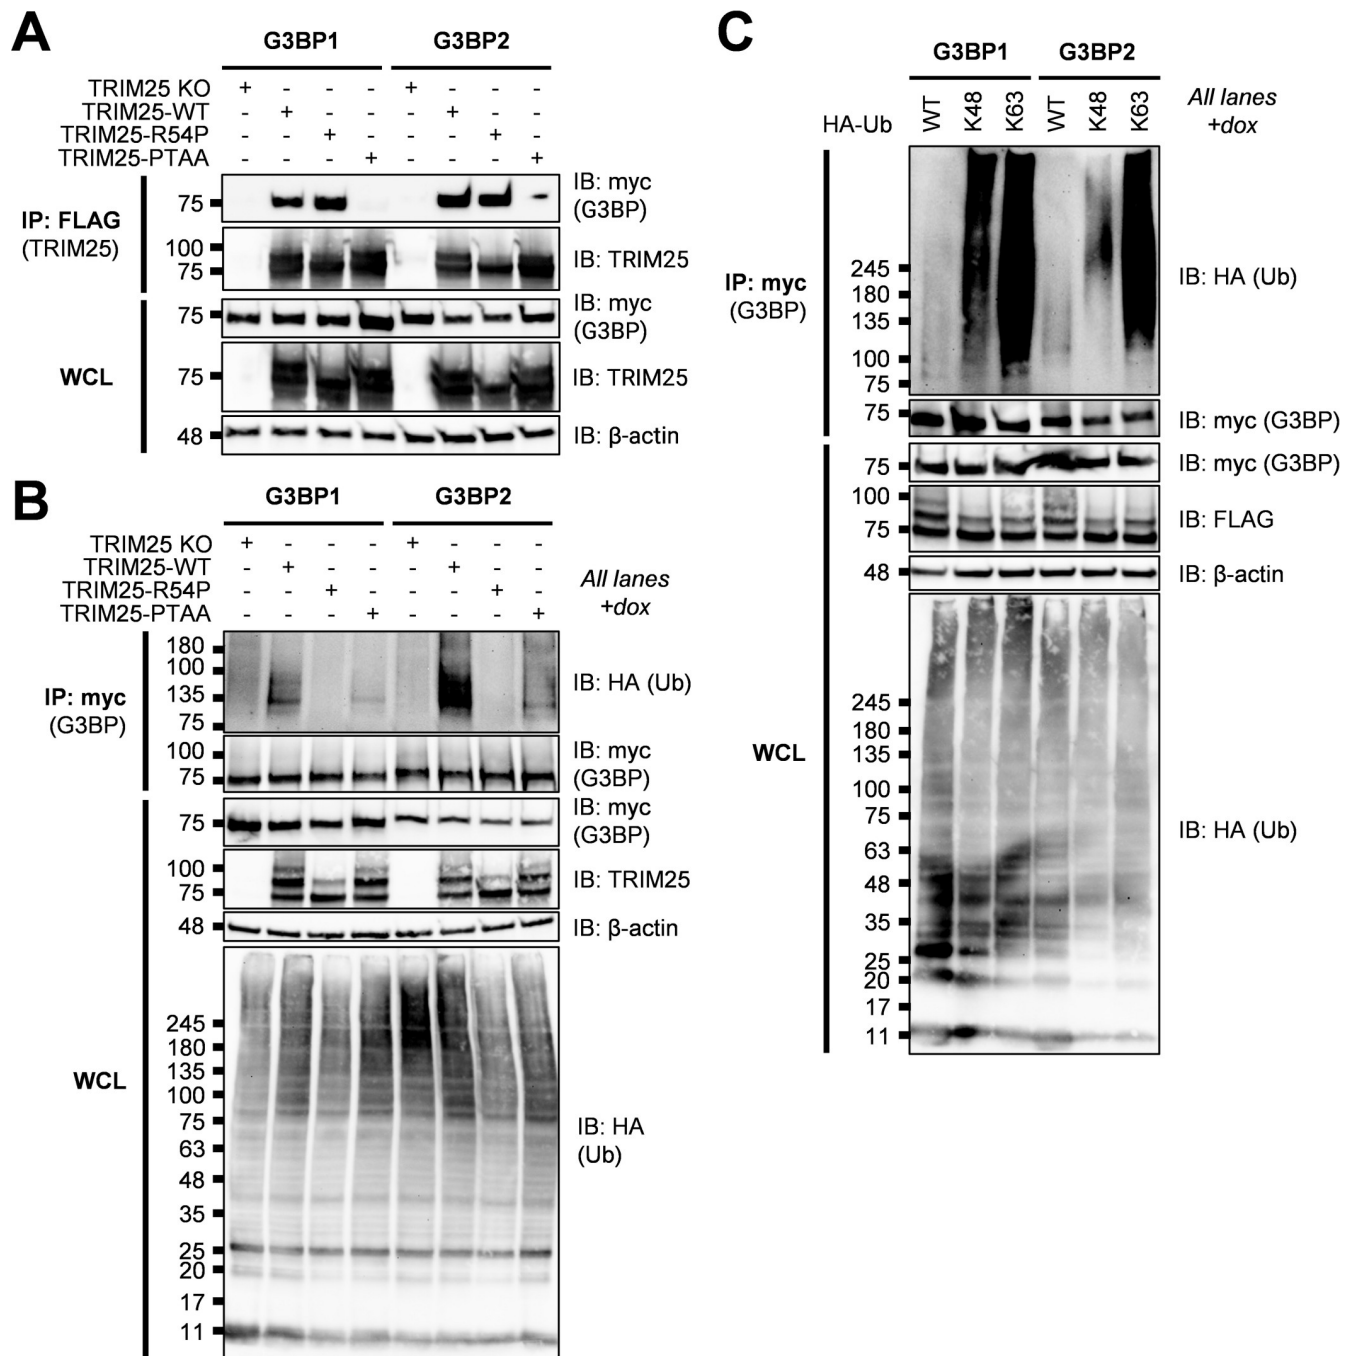 A
G3BP1 G3BP2
TRIM25 KO + - - - + - - -
TRIM25-WT - + - - - + - -
TRIM25-R54P - - + - - - + -
TRIM25-PTAA - - - + - - - +
IP: FLAG
(TRIM25)
75
IB: myc
(G3BP)
100
75
IB: TRIM25
WCL
75
IB: myc
(G3BP)
75
IB: TRIM25
48
IB: β-actin
B
G3BP1 G3BP2
TRIM25 KO + - - - + - - -
TRIM25-WT - + - - - + - -
TRIM25-R54P - - + - - - + -
TRIM25-PTAA - - - + - - - +
All lanes
+dox
IP: myc
(G3BP)
180
100
135
75
IB: HA (Ub)
100
75
IB: myc
(G3BP)
WCL
75
IB: myc
(G3BP)
100
75
IB: TRIM25
48
IB: β-actin
245
180
135
100
75
63
48
35
25
20
17
11
IB: HA
(Ub)
C
G3BP1 G3BP2
HA-Ub WT K48 K63 WT K48 K63
All lanes
+dox
IP: myc
(G3BP)
245
180
135
100
75
IB: HA (Ub)
75
IB: myc (G3BP)
WCL
75
IB: myc (G3BP)
100
75
IB: FLAG
48
IB: β-actin
245
180
135
100
75
63
48
35
25
20
17
11
IB: HA (Ub)